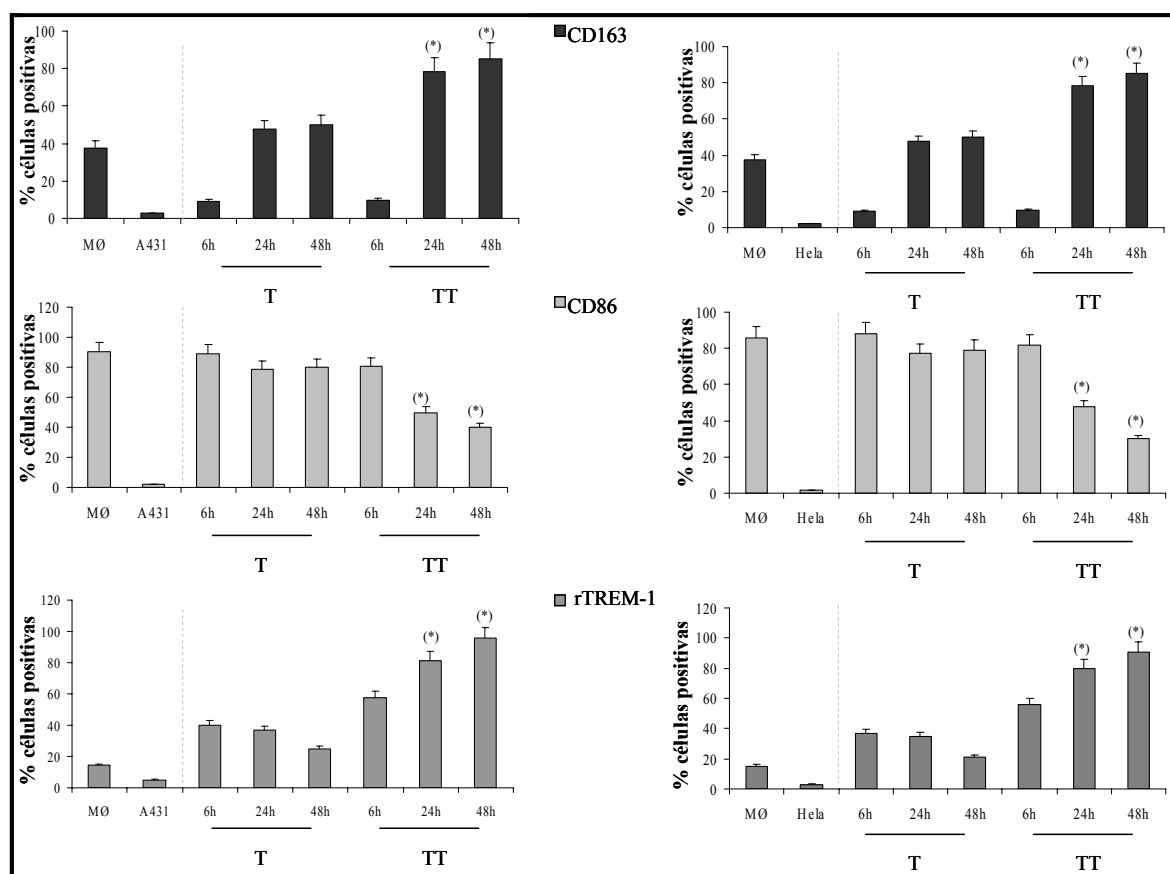 CD163
% células positivas
100
80
60
40
20
0
MØ A431 6h 24h 48h 6h 24h 48h
(*) (*)
T TT
% células positivas
100
80
60
40
20
0
MØ Hela 6h 24h 48h 6h 24h 48h
(*) (*)
T TT
CD86
% células positivas
120
100
80
60
40
20
0
MØ A431 6h 24h 48h 6h 24h 48h
(*) (*)
T TT
% células positivas
100
80
60
40
20
0
MØ Hela 6h 24h 48h 6h 24h 48h
(*) (*)
T TT
rTREM-1
% células positivas
120
100
80
60
40
20
0
MØ A431 6h 24h 48h 6h 24h 48h
(*) (*)
T TT
% células positivas
120
100
80
60
40
20
0
MØ Hela 6h 24h 48h 6h 24h 48h
(*) (*)
T TT